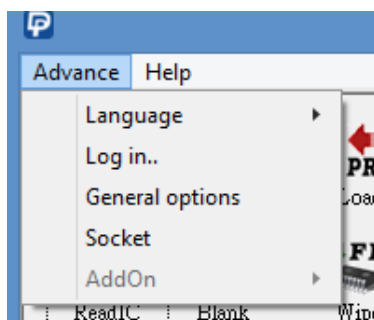 Advance Help
Language
Log in..
General options
Socket
AddOn
ReadIC Blank